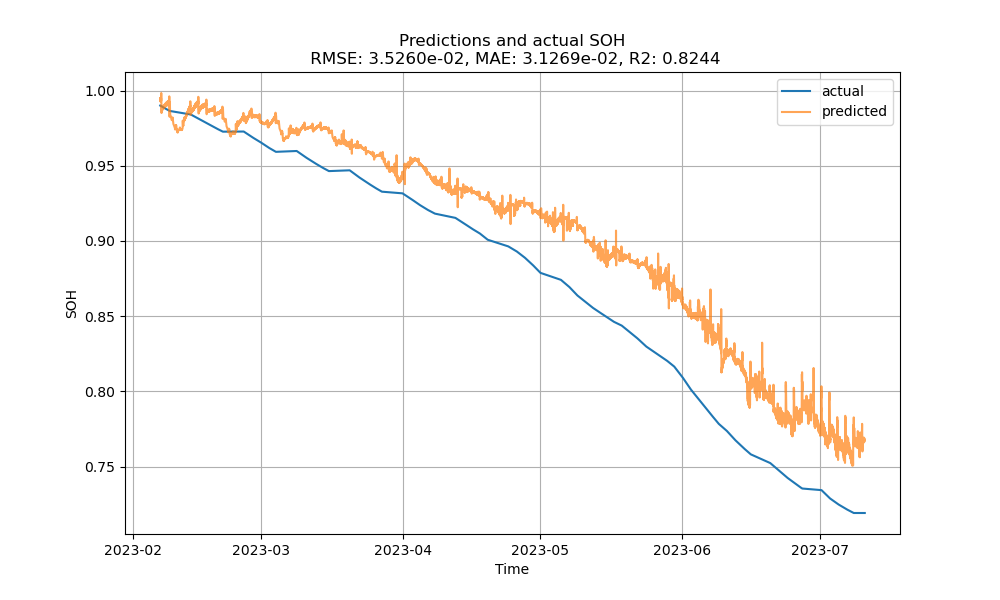 Predictions and actual SOH
RMSE: 3.5260e-02, MAE: 3.1269e-02, R2: 0.8244
actual
predicted
1.00
0.95
0.90
0.85
0.80
0.75
SOH
2023-02
2023-03
2023-04
2023-05
2023-06
2023-07
Time